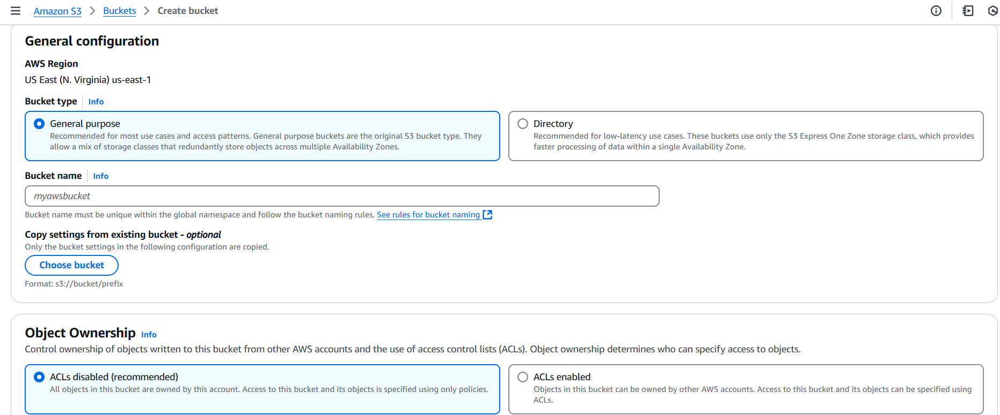 Amazon S3 > Buckets > Create bucket
General configuration
AWS Region
US East (N. Virginia) us-east-1
Bucket type Info
General purpose
Recommended for most use cases and access patterns. General purpose buckets are the original S3 bucket type. They
allow a mix of storage classes that redundantly store objects across multiple Availability Zones.
Directory
Recommended for low-latency use cases. These buckets use only the S3 Express One Zone storage class, which provides
faster processing of data within a single Availability Zone.
Bucket name Info
myawsbucket
Bucket name must be unique within the global namespace and follow the bucket naming rules. See rules for bucket naming
Copy settings from existing bucket - optional
Only the bucket settings in the following configuration are copied.
Choose bucket
Format: s3://bucket/prefix
Object Ownership Info
Control ownership of objects written to this bucket from other AWS accounts and the use of access control lists (ACLs). Object ownership determines who can specify access to objects.
ACLs disabled (recommended)
All objects in this bucket are owned by this account. Access to this bucket and its objects is specified using only policies.
ACLs enabled
Objects in this bucket can be owned by other AWS accounts. Access to this bucket and its objects can be specified using
ACLs.